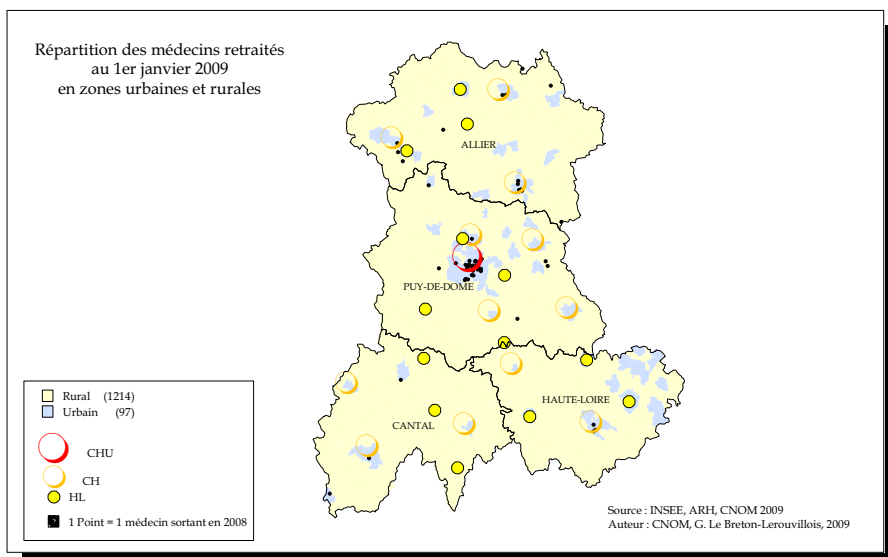 Répartition des médecins retraités
au 1er janvier 2009
en zones urbaines et rurales
ALLIER
PUY-DE-DOME
HAUTE-LOIRE
CANTAL
Rural (1214)
Urbain (97)
CHU
CH
HL
1 Point = 1 médecin sortant en 2008
Source : INSEE, ARH, CNOM 2009
Auteur : CNOM, G. Le Breton-Lerouvillois, 2009